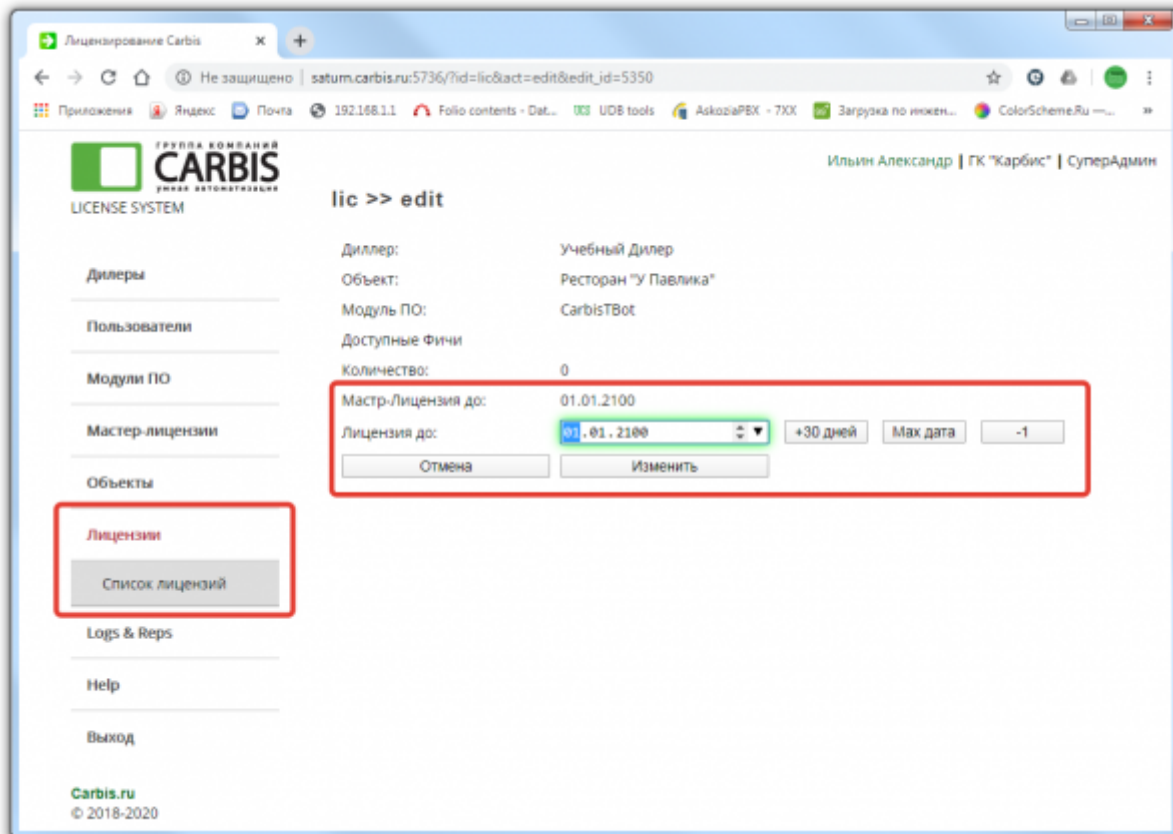 Лицензирование Carbis
Не защищено | saturn.carbis.ru:5736/?id=lic&act=edit&edit_id=5350
Приложения Яндекс Почта 192.168.1.1 Folio contents - Dat... UDB tools AskoziaPBX - 7XX Загрузка по инжен... ColorScheme.Ru —... »
ГРУППА КОМПАНИЙ
CARBIS
умная автоматизация
LICENSE SYSTEM
Ильин Александр | ГК "Карбис" | СуперАдмин
lic >> edit
Диллер: Учебный Дилер
Объект: Ресторан "У Павлика"
Модуль ПО: CarbisTBot
Доступные Фичи
Количество: 0
Мастр-Лицензия до: 01.01.2100
Лицензия до: 01.01.2100 +30 дней Max дата -1
Отмена Изменить
Дилеры
Пользователи
Модули ПО
Мастер-лицензии
Объекты
Лицензии
Список лицензий
Logs & Reps
Help
Выход
Carbis.ru
© 2018-2020